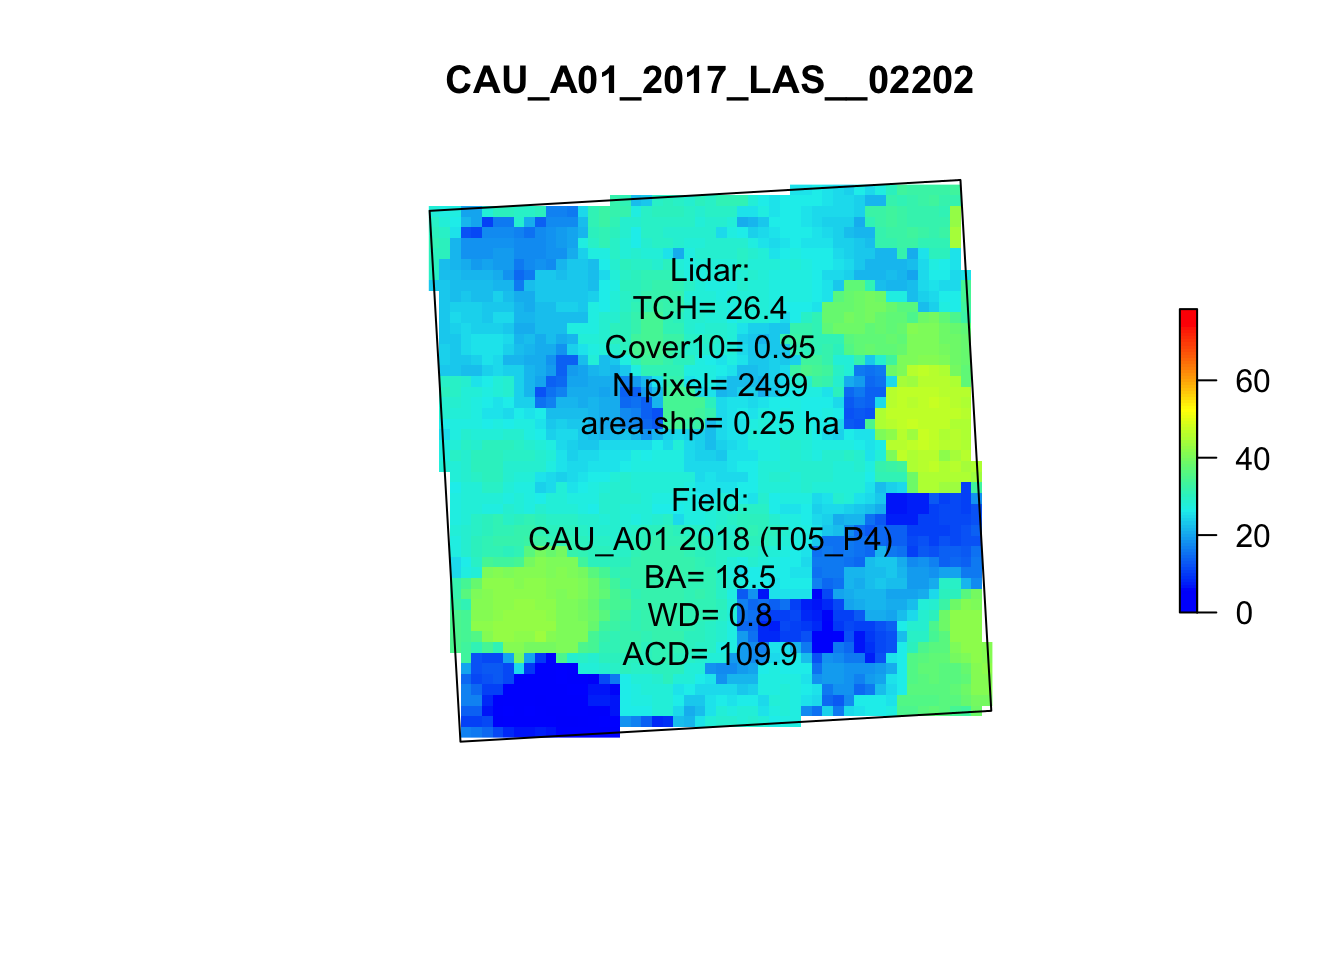 CAU_A01_2017_LAS__02202
Lidar:
TCH= 26.4
Cover10= 0.95
N.pixel= 2499
area.shp= 0.25 ha
Field:
CAU_A01 2018 (T05_P4)
BA= 18.5
WD= 0.8
ACD= 109.9
60
40
20
0